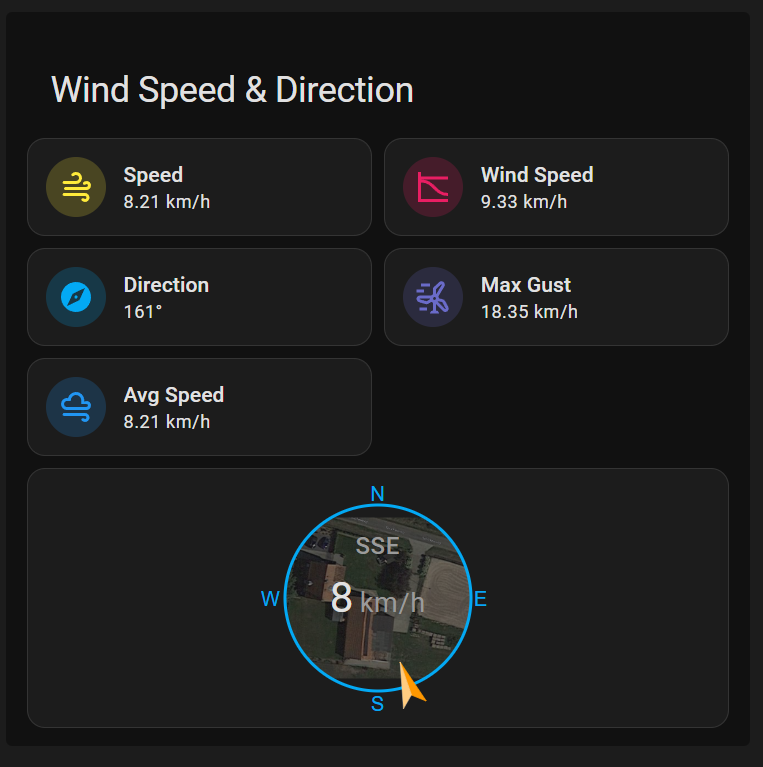 Wind Speed & Direction
Speed
8.21 km/h
Wind Speed
9.33 km/h
Direction
161°
Max Gust
18.35 km/h
Avg Speed
8.21 km/h
N
SSE
W
8 km/h
E
S